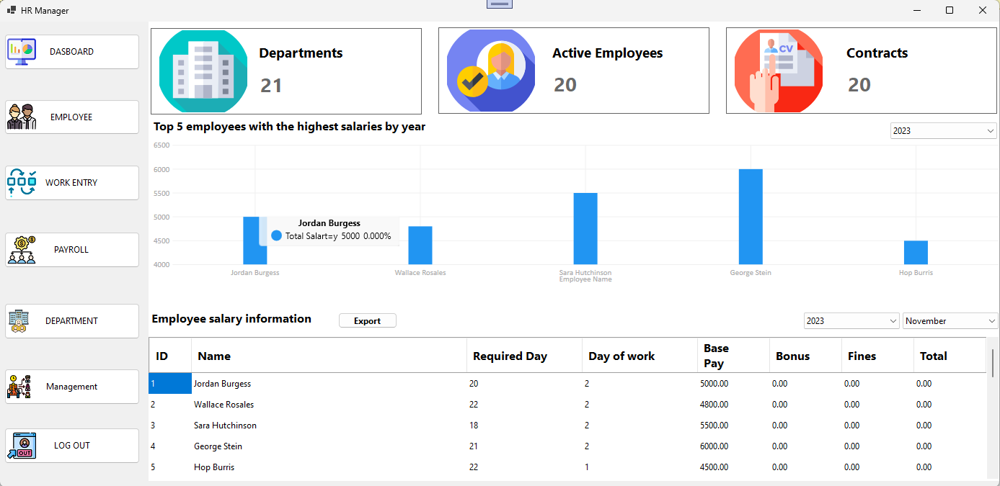 HR Manager
DASBOARD
EMPLOYEE
WORK ENTRY
PAYROLL
DEPARTMENT
Management
OUT
LOG OUT
Departments
21
Active Employees
20
CV
Contracts
20
Top 5 employees with the highest salaries by year
2023
6500
6000
5500
5000
4500
4000
Jordan Burgess
Total Salart=y 5000 0.000%
Jordan Burgess
Wallace Rosales
Sara Hutchinson
George Stein
Hop Burris
Employee Name
Employee salary information
Export
2023
November
ID Name Required Day Day of work Base Pay Bonus Fines Total
1 Jordan Burgess 20 2 5000.00 0.00 0.00 0.00
2 Wallace Rosales 22 2 4800.00 0.00 0.00 0.00
3 Sara Hutchinson 18 2 5500.00 0.00 0.00 0.00
4 George Stein 21 2 6000.00 0.00 0.00 0.00
5 Hop Burris 22 1 4500.00 0.00 0.00 0.00